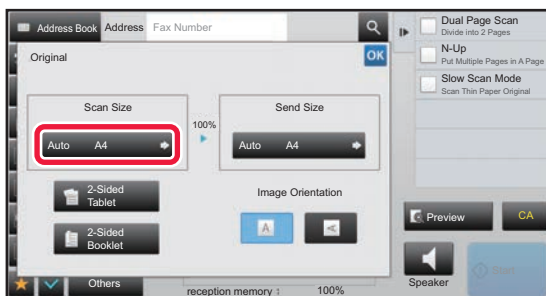 Address Book Address Fax Number
Original
OK
Scan Size
Auto A4
100%
Send Size
Auto A4
2-Sided
Tablet
2-Sided
Booklet
Image Orientation
A
A
Others
reception memory : 100%
Dual Page Scan
Divide into 2 Pages
N-Up
Put Multiple Pages in A Page
Slow Scan Mode
Scan Thin Paper Original
Preview
CA
Speaker
Start